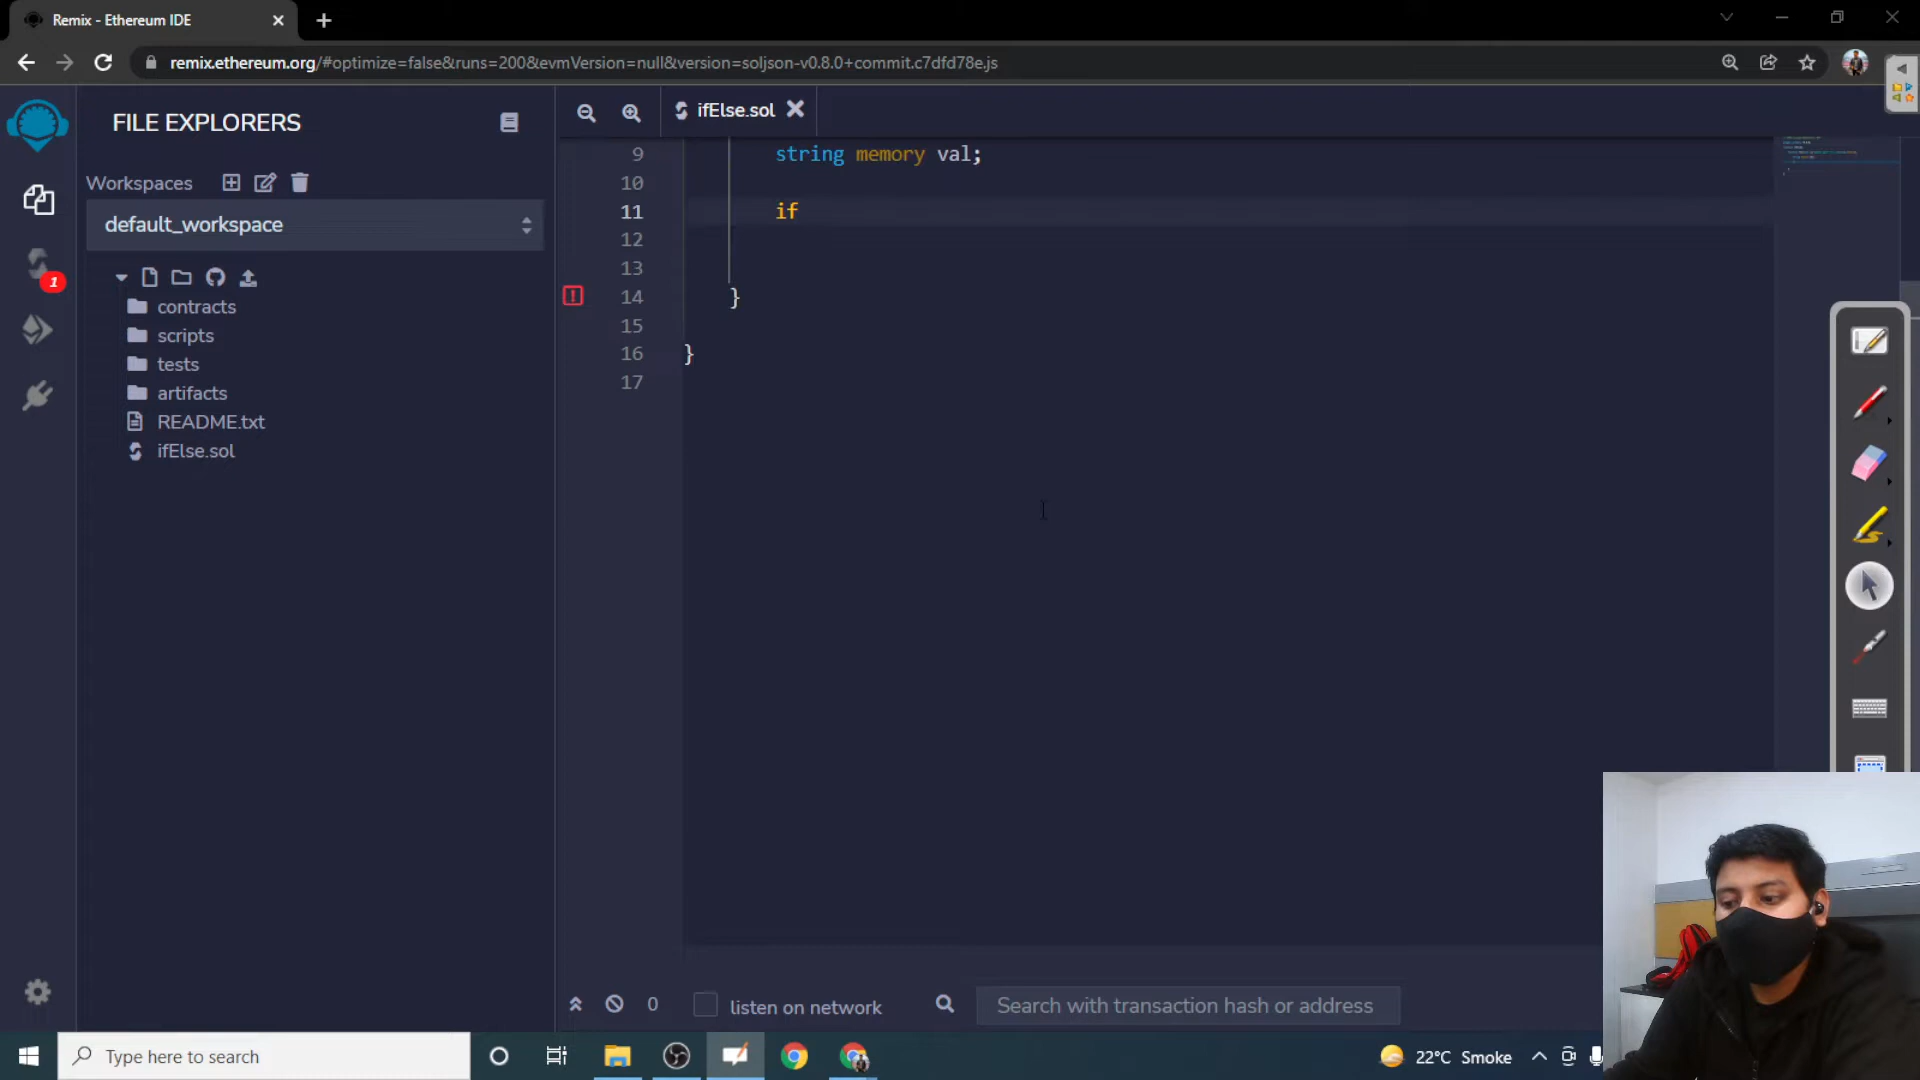 Remix - Ethereum IDE
remix.ethereum.org/#optimize=false&runs=200&evmVersion=null&version=soljson-v0.8.0+commit.c7dfd78e.js
FILE EXPLORERS
ifElse.sol
Workspaces
default_workspace
1
contracts
scripts
tests
artifacts
README.txt
ifElse.sol
9 string memory val;
10
11 if
12
13
14 }
15
16 }
17
0
listen on network
Search with transaction hash or address
Type here to search
22°C Smoke